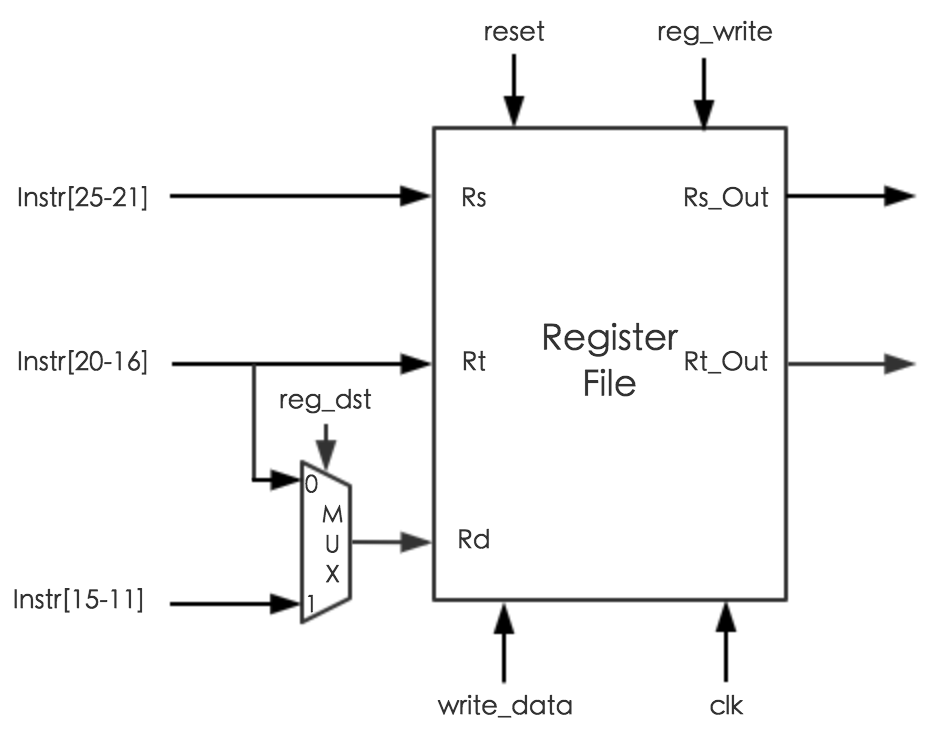 reset
reg_write
Instr[25-21]
Rs
Rs_Out
Instr[20-16]
Rt
Register
File
Rt_Out
reg_dst
0
M
U
X
1
Rd
Instr[15-11]
write_data
clk